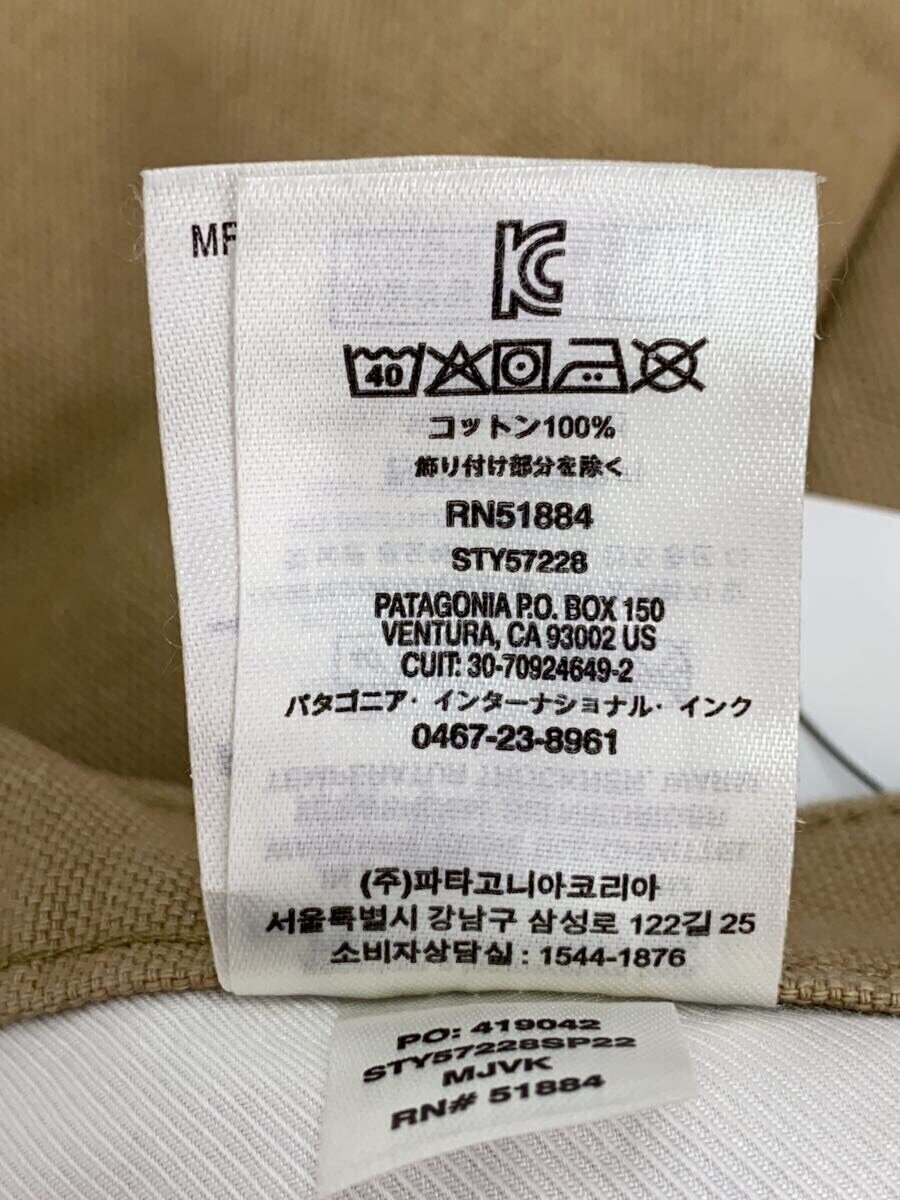 MF
KC
40
コットン100%
飾り付け部分を除く
RN51884
STY57228
PATAGONIA P.O. BOX 150
VENTURA, CA 93002 US
CUIT: 30-70924649-2
パタゴニア・インターナショナル・インク
0467-23-8961
(주)파타고니아코리아
서울특별시 강남구 삼성로 122길 25
소비자상담실 : 1544-1876
PO: 419042
STY57228SP22
MJVK
RN# 51884